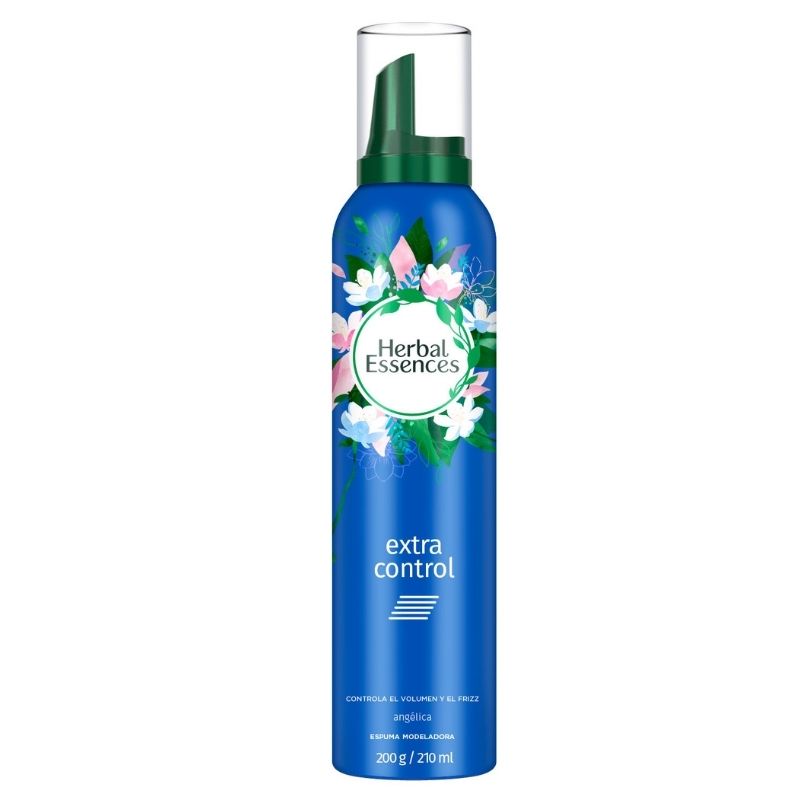 Herbal
Essences
extra
control
CONTROLA EL VOLUMEN Y EL FRIZZ
angélica
ESPUMA MODELADORA
200 g / 210 ml